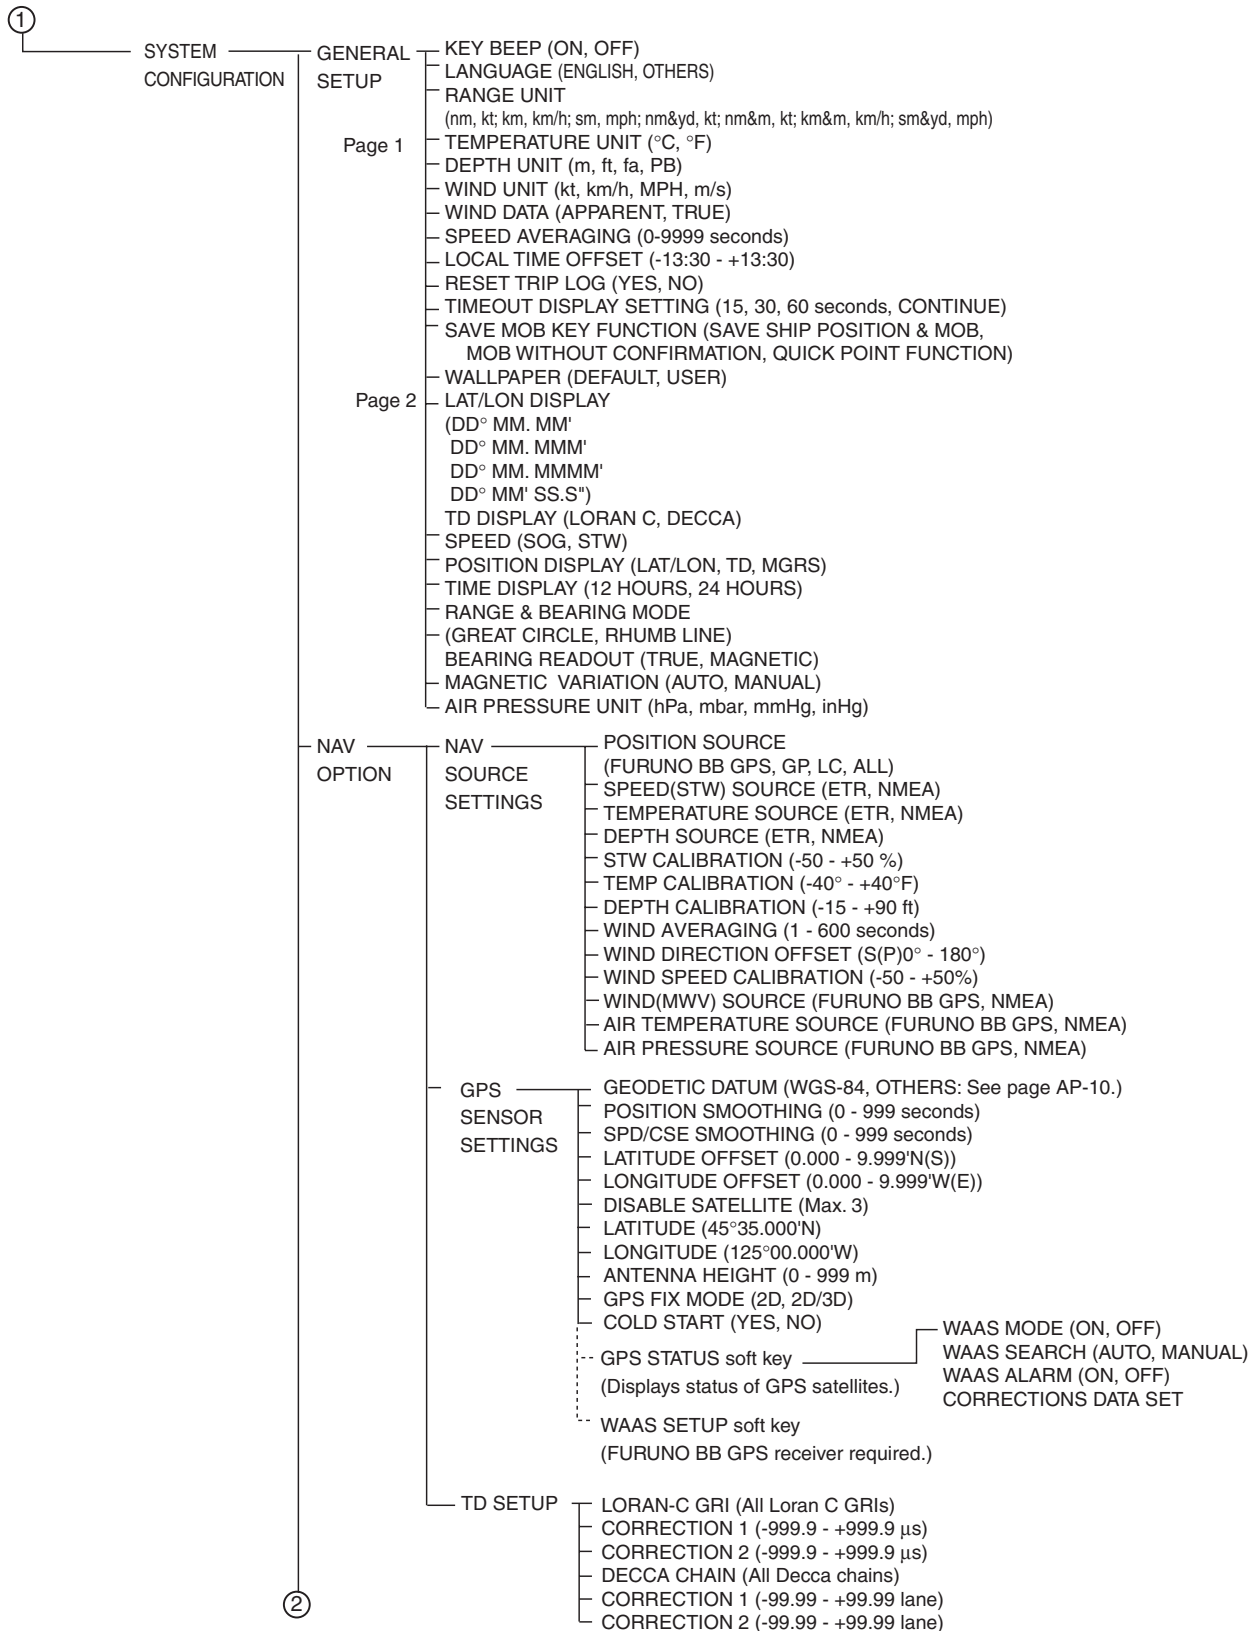 1
SYSTEM
CONFIGURATION
GENERAL
SETUP
KEY BEEP (ON, OFF)
LANGUAGE (ENGLISH, OTHERS)
RANGE UNIT
(nm, kt; km, km/h; sm, mph; nm&yd, kt; nm&m, kt; km&m, km/h; sm&yd, mph)
Page 1
TEMPERATURE UNIT (°C, °F)
DEPTH UNIT (m, ft, fa, PB)
WIND UNIT (kt, km/h, MPH, m/s)
WIND DATA (APPARENT, TRUE)
SPEED AVERAGING (0-9999 seconds)
LOCAL TIME OFFSET (-13:30 - +13:30)
RESET TRIP LOG (YES, NO)
TIMEOUT DISPLAY SETTING (15, 30, 60 seconds, CONTINUE)
SAVE MOB KEY FUNCTION (SAVE SHIP POSITION & MOB,
MOB WITHOUT CONFIRMATION, QUICK POINT FUNCTION)
WALLPAPER (DEFAULT, USER)
Page 2
LAT/LON DISPLAY
(DD° MM. MM'
DD° MM. MMM'
DD° MM. MMMM'
DD° MM' SS.S")
TD DISPLAY (LORAN C, DECCA)
SPEED (SOG, STW)
POSITION DISPLAY (LAT/LON, TD, MGRS)
TIME DISPLAY (12 HOURS, 24 HOURS)
RANGE & BEARING MODE
(GREAT CIRCLE, RHUMB LINE)
BEARING READOUT (TRUE, MAGNETIC)
MAGNETIC VARIATION (AUTO, MANUAL)
AIR PRESSURE UNIT (hPa, mbar, mmHg, inHg)
NAV
OPTION
NAV
SOURCE
SETTINGS
POSITION SOURCE
(FURUNO BB GPS, GP, LC, ALL)
SPEED(STW) SOURCE (ETR, NMEA)
TEMPERATURE SOURCE (ETR, NMEA)
DEPTH SOURCE (ETR, NMEA)
STW CALIBRATION (-50 - +50 %)
TEMP CALIBRATION (-40° - +40°F)
DEPTH CALIBRATION (-15 - +90 ft)
WIND AVERAGING (1 - 600 seconds)
WIND DIRECTION OFFSET (S(P)0° - 180°)
WIND SPEED CALIBRATION (-50 - +50%)
WIND(MWV) SOURCE (FURUNO BB GPS, NMEA)
AIR TEMPERATURE SOURCE (FURUNO BB GPS, NMEA)
AIR PRESSURE SOURCE (FURUNO BB GPS, NMEA)
GPS
SENSOR
SETTINGS
GEODETIC DATUM (WGS-84, OTHERS: See page AP-10.)
POSITION SMOOTHING (0 - 999 seconds)
SPD/CSE SMOOTHING (0 - 999 seconds)
LATITUDE OFFSET (0.000 - 9.999'N(S))
LONGITUDE OFFSET (0.000 - 9.999'W(E))
DISABLE SATELLITE (Max. 3)
LATITUDE (45°35.000'N)
LONGITUDE (125°00.000'W)
ANTENNA HEIGHT (0 - 999 m)
GPS FIX MODE (2D, 2D/3D)
COLD START (YES, NO)
GPS STATUS soft key
(Displays status of GPS satellites.)
WAAS MODE (ON, OFF)
WAAS SEARCH (AUTO, MANUAL)
WAAS ALARM (ON, OFF)
CORRECTIONS DATA SET
WAAS SETUP soft key
(FURUNO BB GPS receiver required.)
TD SETUP
LORAN-C GRI (All Loran C GRIs)
CORRECTION 1 (-999.9 - +999.9 µs)
CORRECTION 2 (-999.9 - +999.9 µs)
DECCA CHAIN (All Decca chains)
CORRECTION 1 (-99.99 - +99.99 lane)
CORRECTION 2 (-99.99 - +99.99 lane)
2